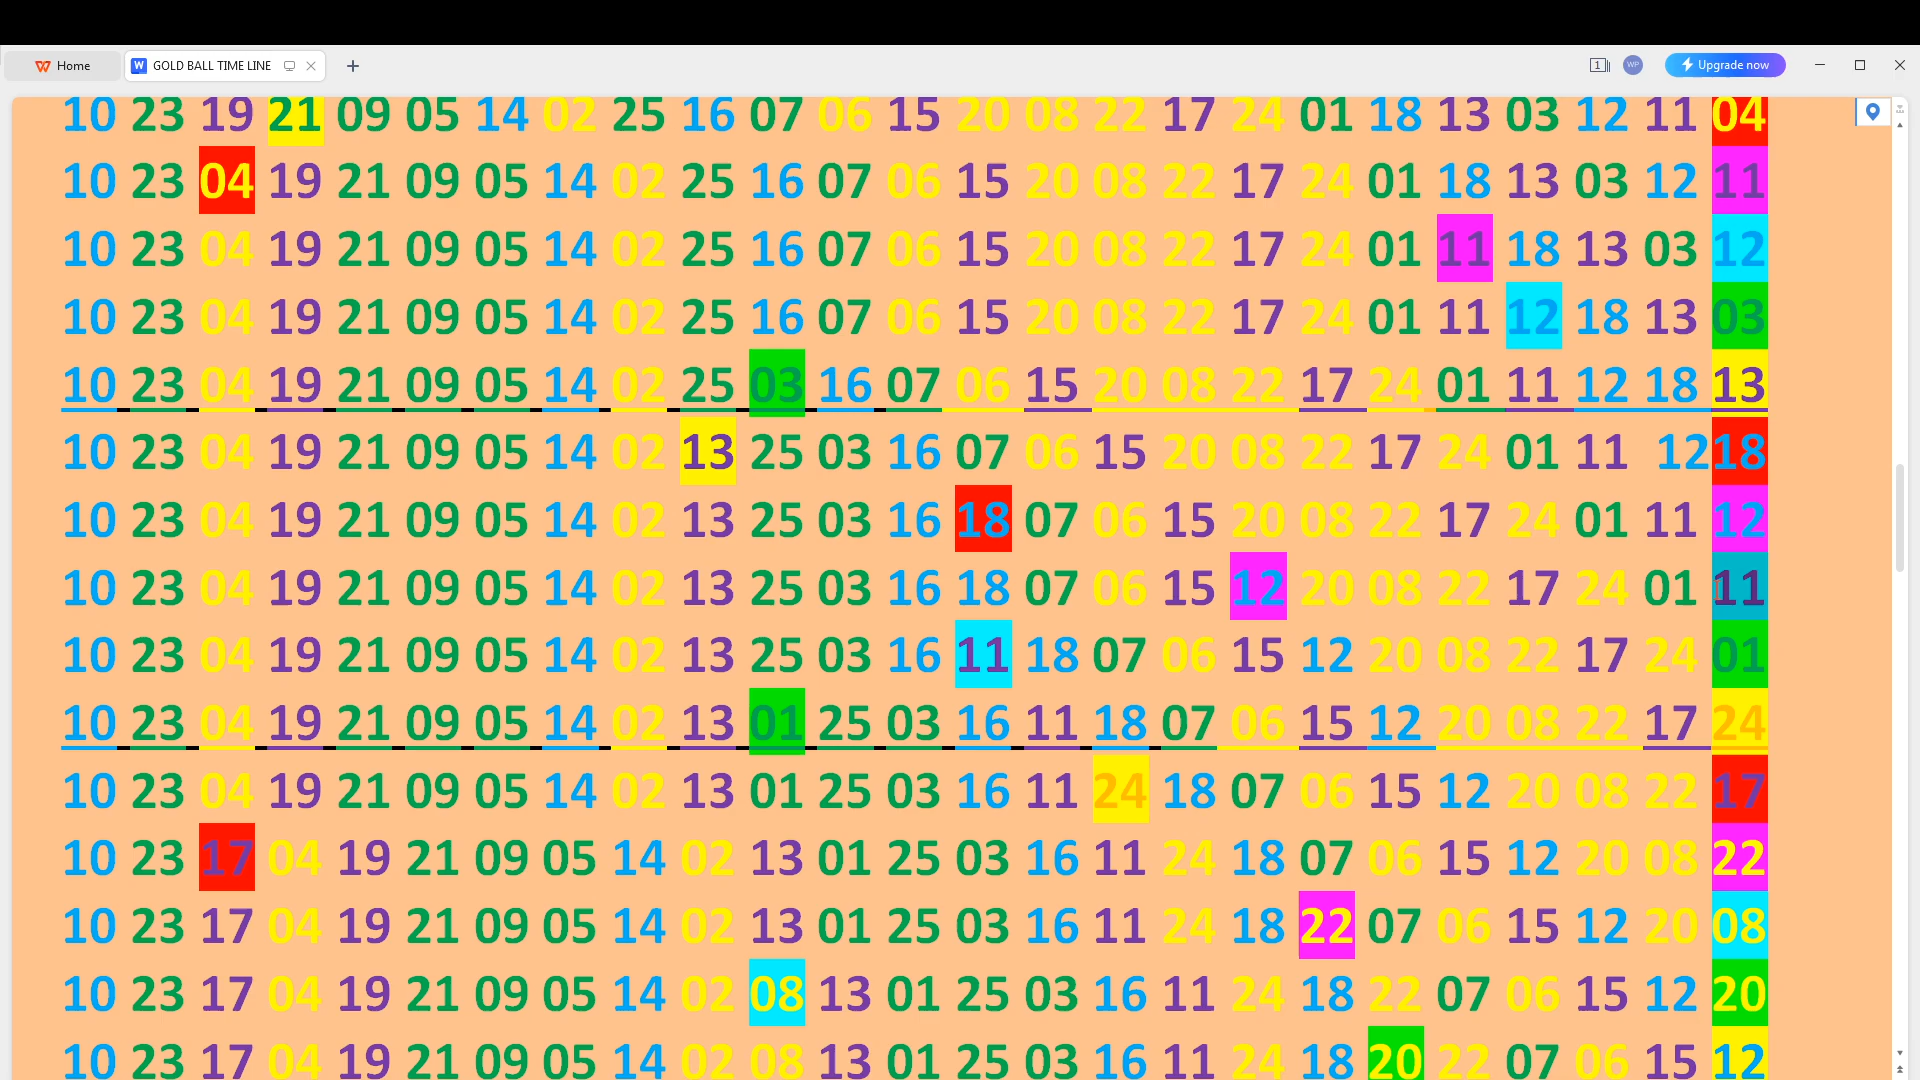 Home
GOLD BALL TIME LINE
1
WP
Upgrade now
10 23 19 21 09 05 14 02 25 16 07 06 15 20 08 22 17 24 01 18 13 03 12 11 04
10 23 04 19 21 09 05 14 02 25 16 07 06 15 20 08 22 17 24 01 18 13 03 12 11
10 23 04 19 21 09 05 14 02 25 16 07 06 15 20 08 22 17 24 01 11 18 13 03 12
10 23 04 19 21 09 05 14 02 25 16 07 06 15 20 08 22 17 24 01 11 12 18 13 03
10 23 04 19 21 09 05 14 02 25 03 16 07 06 15 20 08 22 17 24 01 11 12 18 13
10 23 04 19 21 09 05 14 02 13 25 03 16 07 06 15 20 08 22 17 24 01 11 12 18
10 23 04 19 21 09 05 14 02 13 25 03 16 18 07 06 15 20 08 22 17 24 01 11 12
10 23 04 19 21 09 05 14 02 13 25 03 16 18 07 06 15 12 20 08 22 17 24 01 11
10 23 04 19 21 09 05 14 02 13 25 03 16 11 18 07 06 15 12 20 08 22 17 24 01
10 23 04 19 21 09 05 14 02 13 01 25 03 16 11 18 07 06 15 12 20 08 22 17 24
10 23 04 19 21 09 05 14 02 13 01 25 03 16 11 24 18 07 06 15 12 20 08 22 17
10 23 17 04 19 21 09 05 14 02 13 01 25 03 16 11 24 18 07 06 15 12 20 08 22
10 23 17 04 19 21 09 05 14 02 13 01 25 03 16 11 24 18 22 07 06 15 12 20 08
10 23 17 04 19 21 09 05 14 02 08 13 01 25 03 16 11 24 18 22 07 06 15 12 20
10 23 17 04 19 21 09 05 14 02 08 13 01 25 03 16 11 24 18 20 22 07 06 15 12